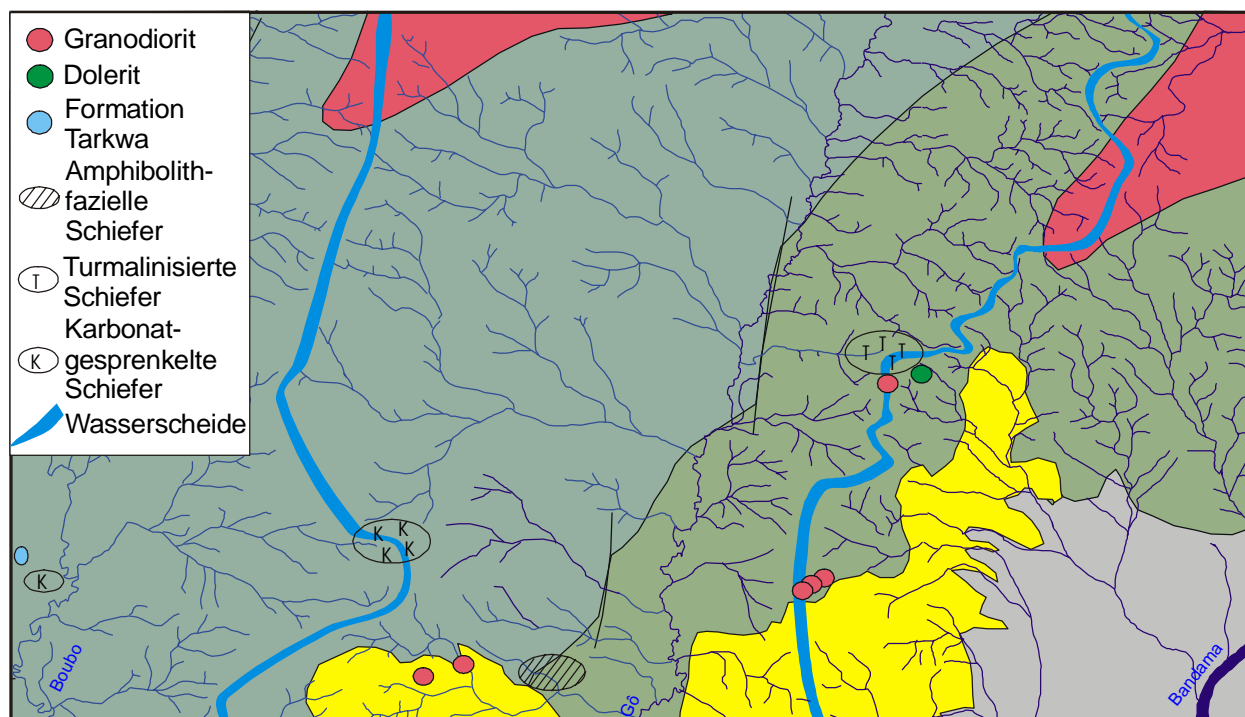 Granodiorit
Dolerit
Formation
Tarkwa
Amphibolith-
fazielle
Schiefer
T
Turmalinisierte
Schiefer
Karbonat-
K
gesprenkelte
Schiefer
Wasserscheide
T
T
T
T
K
K
K
K
K
Boubo
Gô
Bandama